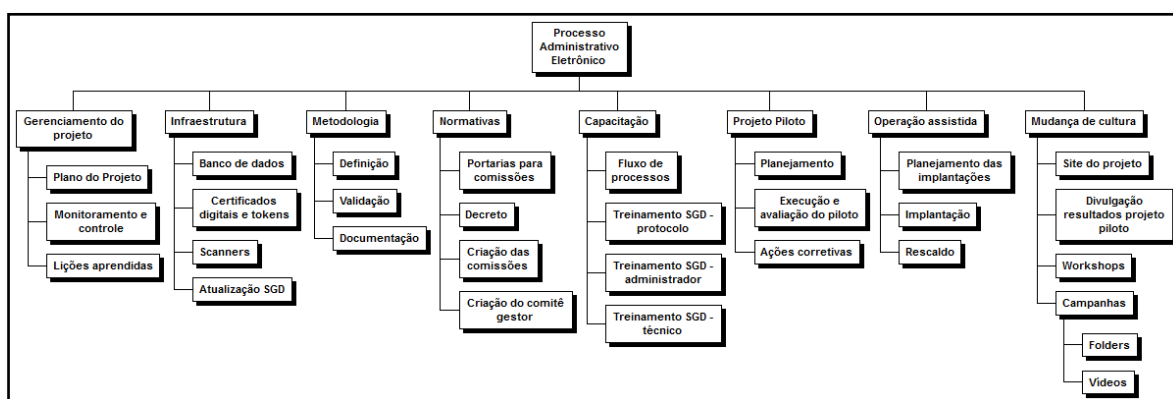 Processo
Administrativo
Eletrônico
Gerenciamento do
projeto
Plano do Projeto
Monitoramento e
controle
Lições aprendidas
Infraestrutura
Banco de dados
Certificados
digitais e tokens
Scanners
Atualização SGD
Metodologia
Definição
Validação
Documentação
Normativas
Portarias para
comissões
Decreto
Criação das
comissões
Criação do comitê
gestor
Capacitação
Fluxo de
processos
Treinamento SGD -
protocolo
Treinamento SGD -
administrador
Treinamento SGD -
técnico
Projeto Piloto
Planejamento
Execução e
avaliação do piloto
Ações corretivas
Operação assistida
Planejamento das
implantações
Implantação
Rescaldo
Mudança de cultura
Site do projeto
Divulgação
resultados projeto
piloto
Workshops
Campanhas
Folders
Vídeos